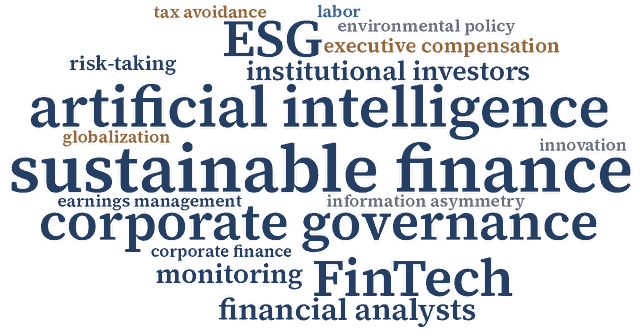 tax avoidance
labor
ESG
environmental policy
executive compensation
risk-taking
institutional investors
artificial intelligence
globalization
innovation
sustainable finance
earnings management
information asymmetry
corporate governance
corporate finance
monitoring
FinTech
financial analysts